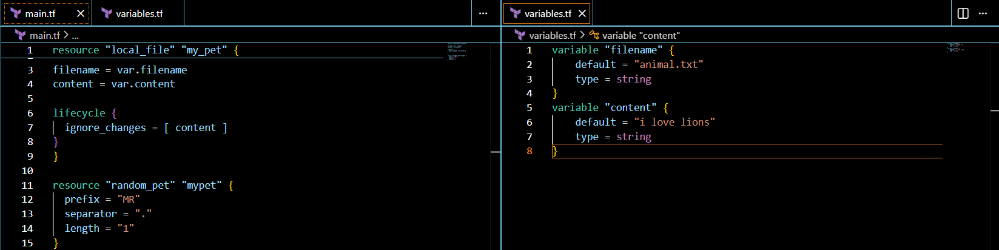 main.tf
variables.tf
...
main.tf > ...
1 resource "local_file" "my_pet" {
3 filename = var.filename
4 content = var.content
5
6 lifecycle {
7 ignore_changes = [ content ]
8 }
9 }
10
11 resource "random_pet" "mypet" {
12 prefix = "MR"
13 separator = "."
14 length = "1"
15 }
variables.tf
...
variables.tf > variable "content"
1 variable "filename" {
2 default = "animal.txt"
3 type = string
4 }
5 variable "content" {
6 default = "i love lions"
7 type = string
8 }